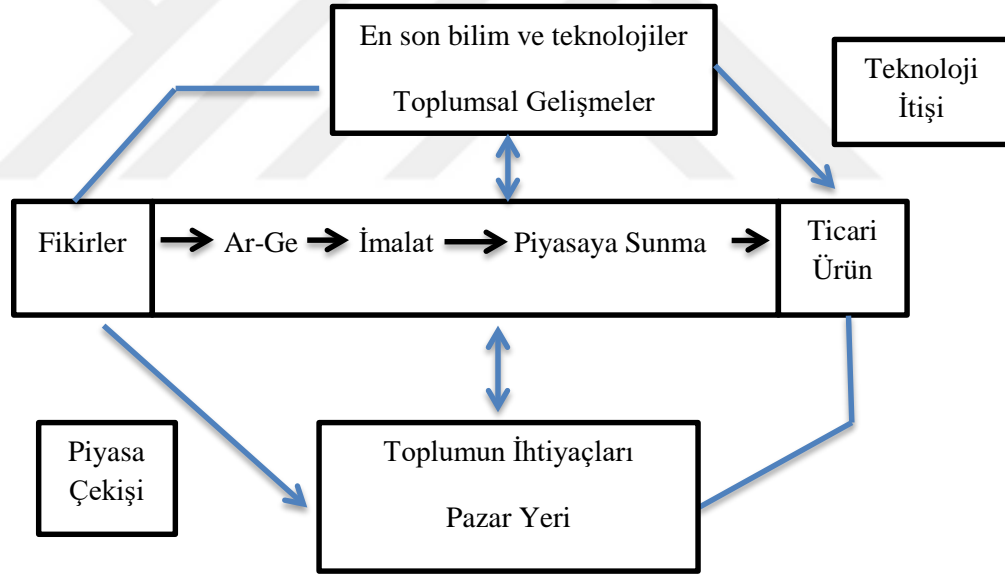 En son bilim ve teknolojiler
Toplumsal Gelişmeler
Teknoloji
İtişi
Fikirler
Ar-Ge
İmalat
Piyasaya Sunma
Ticari
Ürün
Piyasa
Çekişi
Toplumun İhtiyaçları
Pazar Yeri